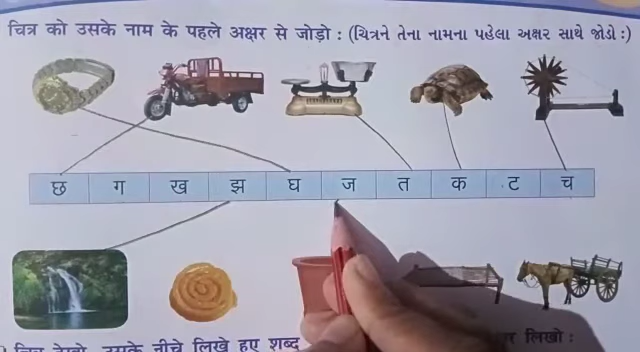 चित्र को उसके नाम के पहले अक्षर से जोड़ो : (ચિત્રને તેના નામના પહેલા અક્ષર સાથે જોડો :)
छ ग ख झ घ ज त क ट च
चित्र देखो, उसके नीचे लिखे हुए शब्द लिखो :